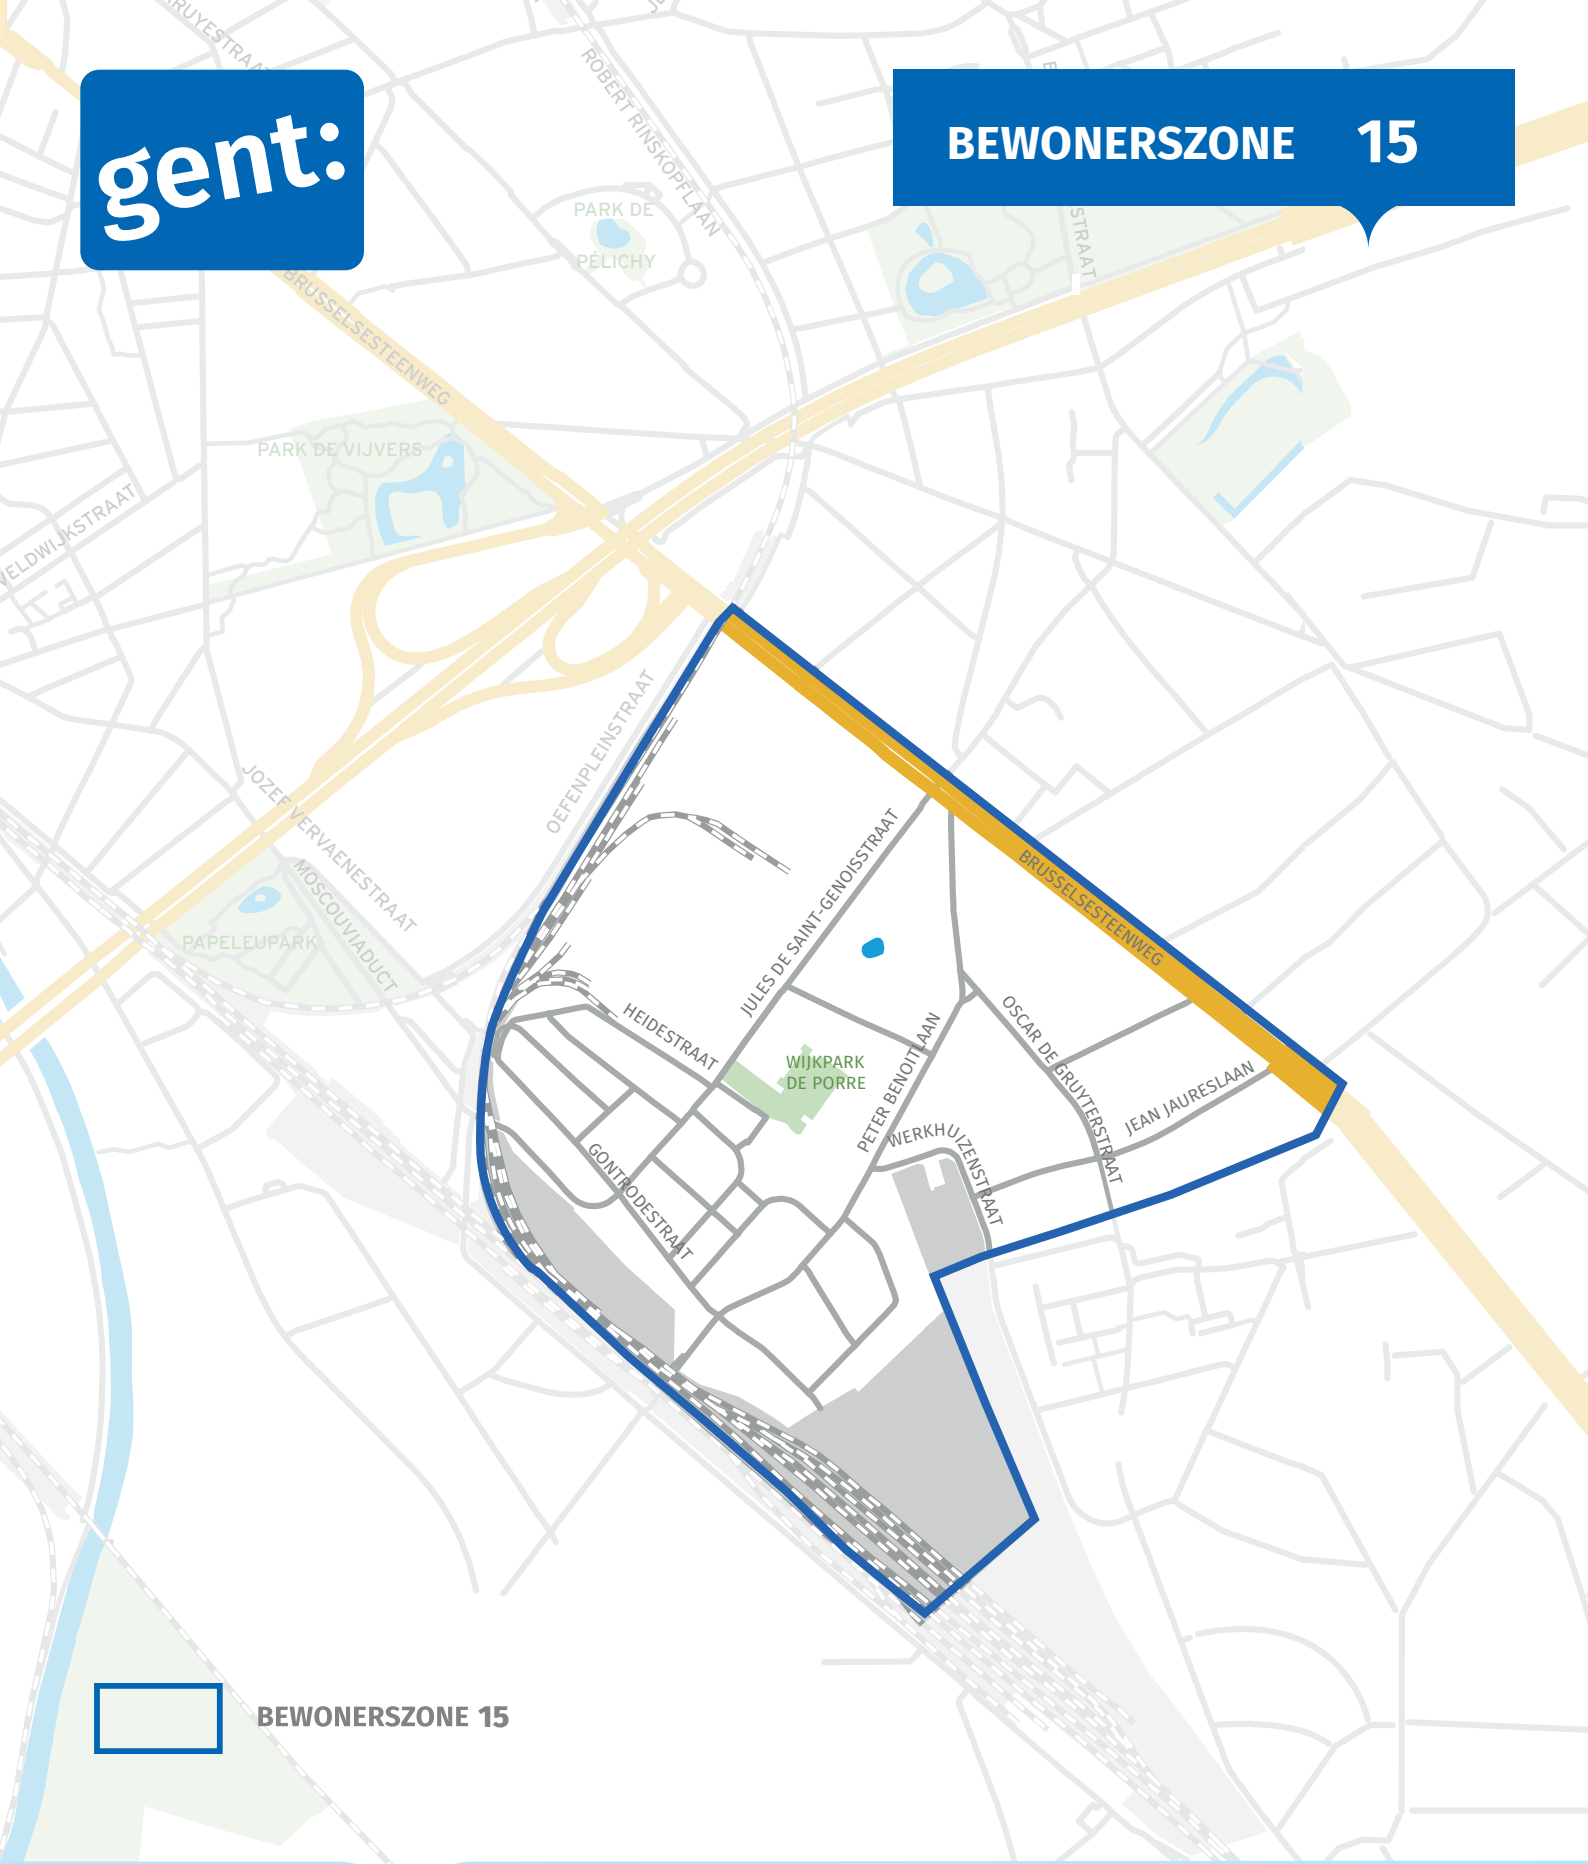 RUYESTRAAT
ROBERT RINSKOPFLAAN
gent:
BEWONERSZONE 15
STRAAT
PARK DE
PÉLICHY
BRUSSELSESTEENWEG
PARK DE VIJVERS
VELDWIJKSTRAAT
OEFENPLEINSTRAAT
JOZEF VERVAENESTRAAT
MOSCOUVIADUCT
PAPELEUPARK
JULES DE SAINT-GENOISSTRAAT
BRUSSELSESTEENWEG
HEIDESTRAAT
OSCAR DE GRUYTERSTRAAT
PETER BENOITLAAN
WIJKPARK
DE PORRE
JEAN JAURESLAAN
WERKHUIZENSTRAAT
GONTRODESTRAAT
BEWONERSZONE 15